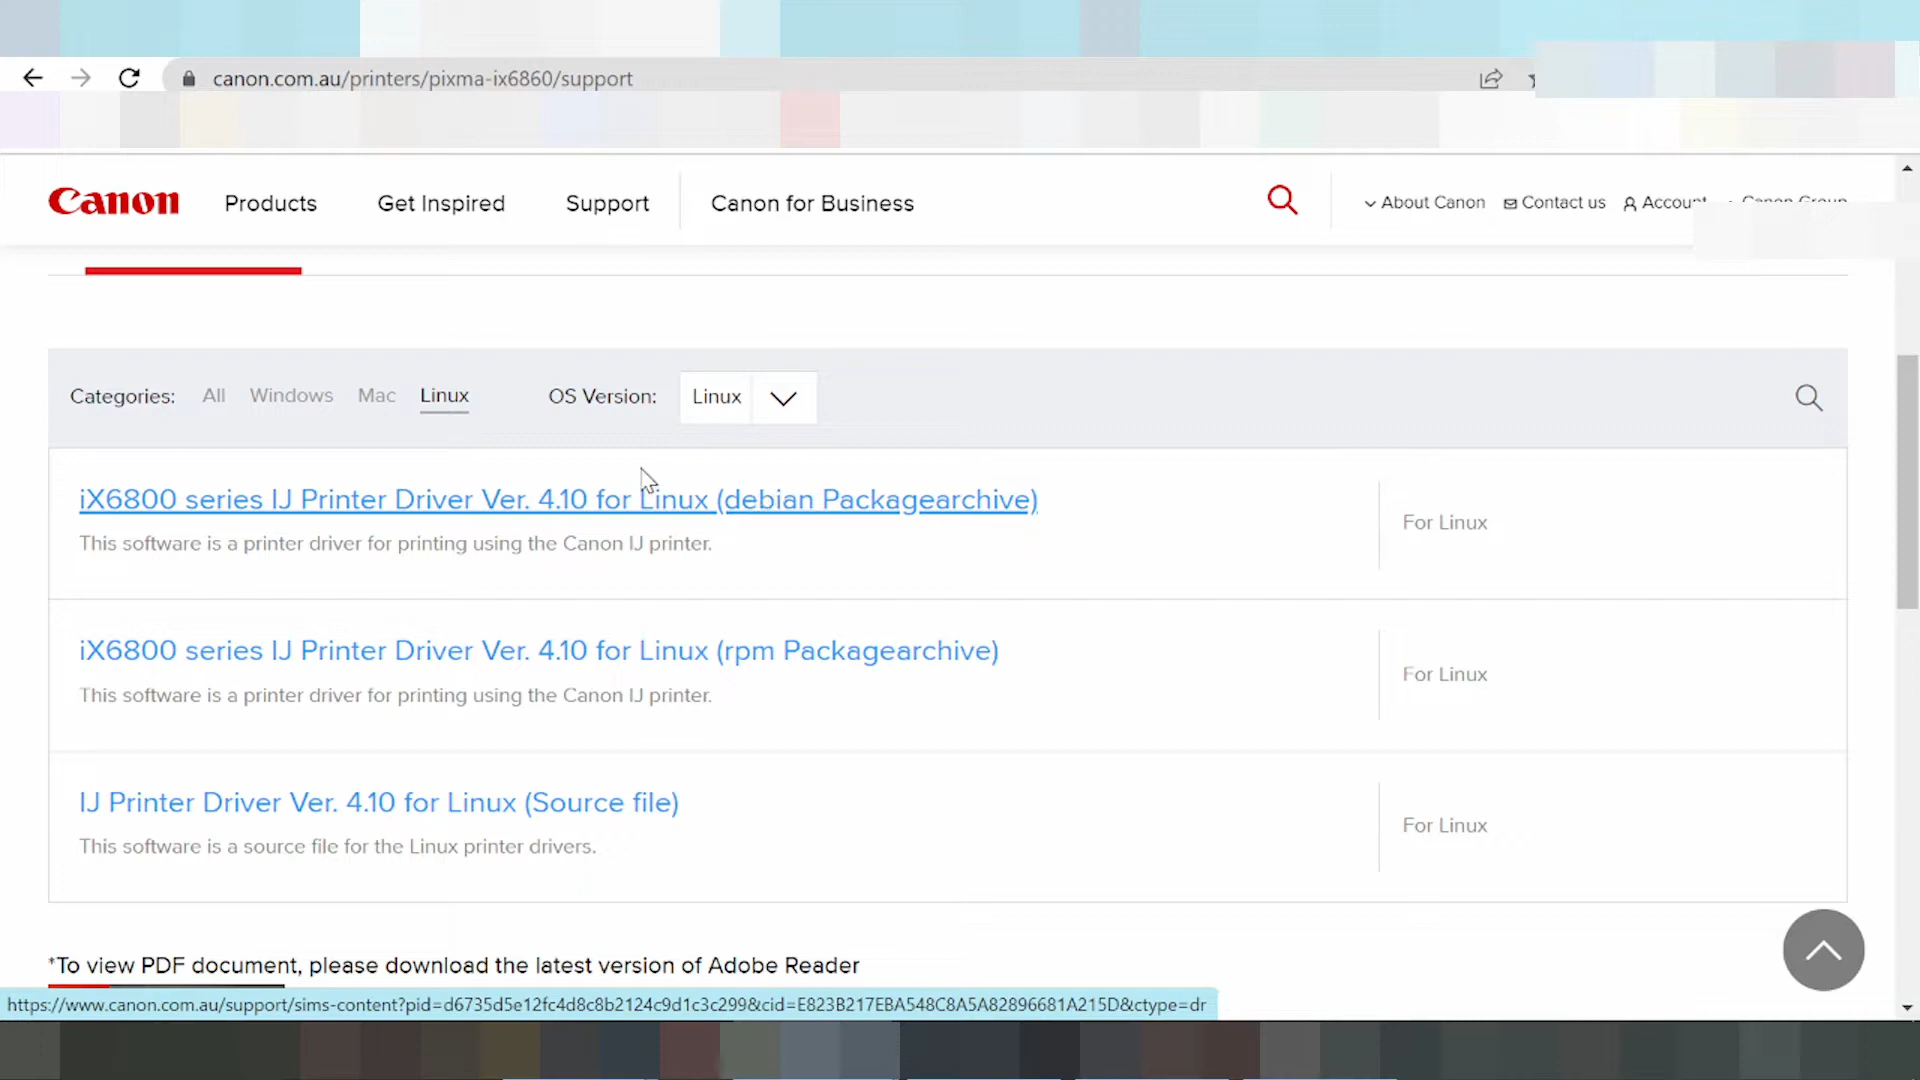 canon.com.au/printers/pixma-ix6860/support
Canon Products Get Inspired Support Canon for Business About Canon Contact us Account Canon Group
Categories: All Windows Mac Linux OS Version: Linux
iX6800 series IJ Printer Driver Ver. 4.10 for Linux (debian Packagearchive)
This software is a printer driver for printing using the Canon IJ printer.
For Linux
iX6800 series IJ Printer Driver Ver. 4.10 for Linux (rpm Packagearchive)
This software is a printer driver for printing using the Canon IJ printer.
For Linux
IJ Printer Driver Ver. 4.10 for Linux (Source file)
This software is a source file for the Linux printer drivers.
For Linux
*To view PDF document, please download the latest version of Adobe Reader
https://www.canon.com.au/support/sims-content?pid=d6735d5e12fc4d8c8b2124c9d1c3c299&cid=E823B217EBA548C8A5A82896681A215D&ctype=dr